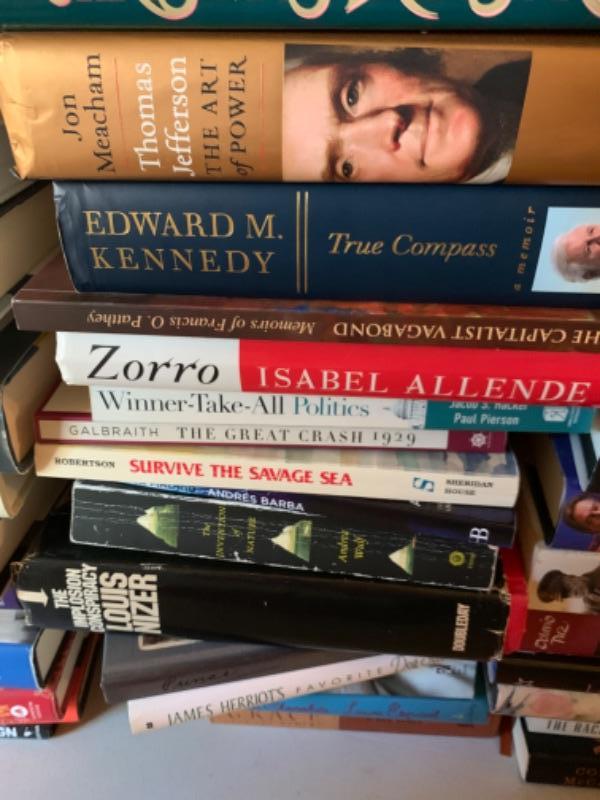 Jon
Meacham
Thomas
Jefferson
THE ART
of POWER
EDWARD M.
KENNEDY
True Compass
a memoir
THE CAPITALIST VAGABOND
Memoirs of Francis O. Patthey
Zorro
ISABEL ALLENDE
Winner-Take-All Politics
Jacob S. Hacker
Paul Pierson
GALBRAITH THE GREAT CRASH 1929
ROBERTSON SURVIVE THE SAVAGE SEA
SHERIDAN
HOUSE
ANDRÉS BARBA
The
INVENTION
of
NATURE
Andrea
Wulf
THE
IMPLOSION
CONSPIRACY
LOUIS
NIZER
DOUBLEDAY
JAMES HERRIOT'S FAVORITE